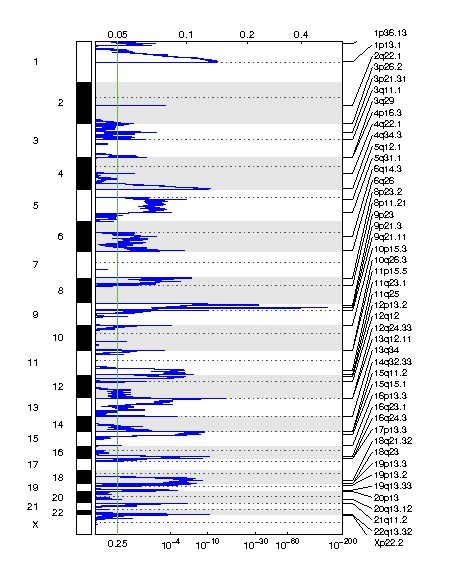 0.05 0.1 0.2 0.4
1p36.13
1p13.1
2q22.1
3p26.2
3p21.31
3q11.1
3q29
4p16.3
4q22.1
4q34.3
5q12.1
5q31.1
6q14.3
6q26
8p23.2
8p11.21
9p23
9p21.3
9q21.11
10p15.3
10q26.3
11p15.5
11q23.1
11q25
12p13.2
12q12
12q24.33
13q12.11
13q34
14q32.33
15q11.2
15q15.1
16p13.3
16q23.1
16q24.3
17p13.3
18q21.32
18q23
19p13.3
19p13.2
19q13.33
20p13
20q13.12
21q11.2
22q13.32
Xp22.2
1
2
3
4
5
6
7
8
9
10
11
12
13
14
15
16
17
18
19
20
21
22
X
0.25 10⁻⁴ 10⁻¹⁰ 10⁻³⁰ 10⁻⁶⁰ 10⁻²⁰⁰